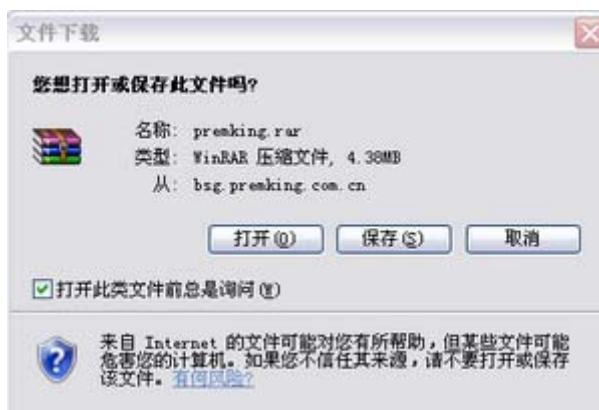 文件下载
您想打开或保存此文件吗?
名称: premking.rar
类型: WinRAR 压缩文件, 4.38MB
从: bsg.premking.com.cn
打开(O) 保存(S) 取消
打开此类文件前总是询问(W)
来自 Internet 的文件可能对您有所帮助，但某些文件可能
危害您的计算机。如果您不信任其来源，请不要打开或保存
该文件。有何风险?